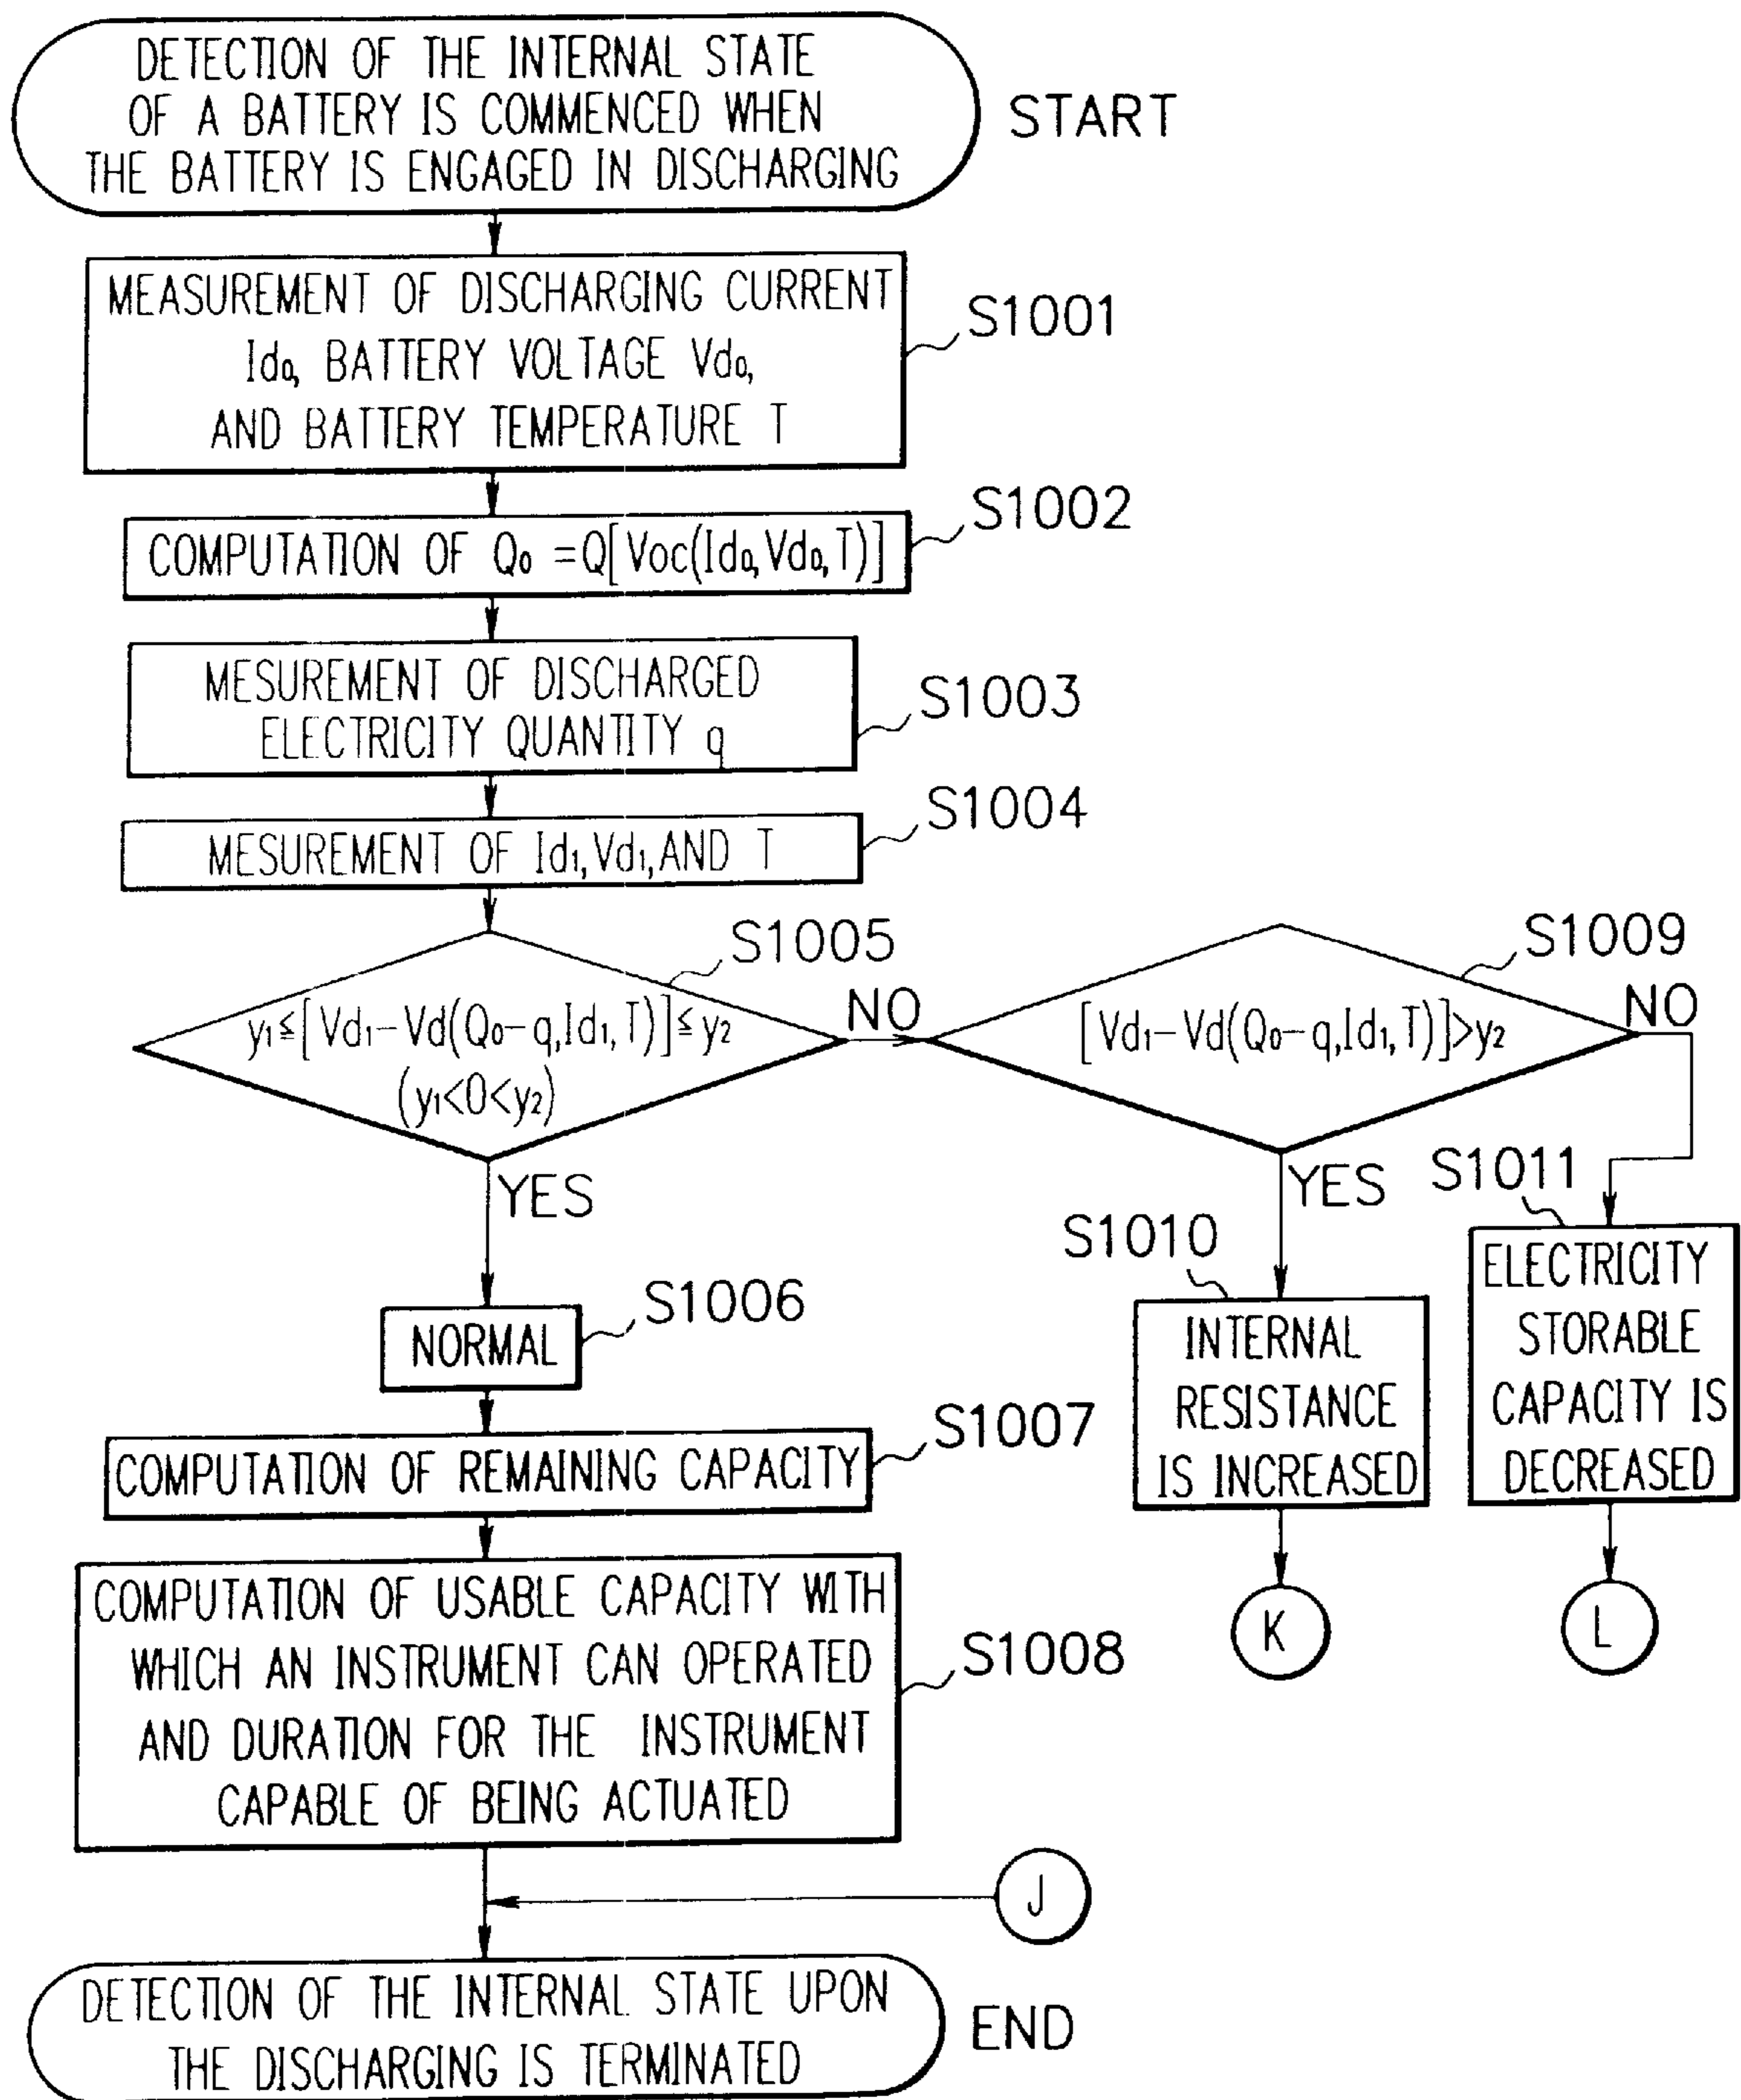 DETECTION OF THE INTERNAL STATE
OF A BATTERY IS COMMENCED WHEN
THE BATTERY IS ENGAGED IN DISCHARGING
START
MEASUREMENT OF DISCHARGING CURRENT
Id₀, BATTERY VOLTAGE Vd₀,
AND BATTERY TEMPERATURE T
S1001
COMPUTATION OF Q₀ =Q[Voc(Id₀,Vd₀,T)]
S1002
MESUREMENT OF DISCHARGED
ELECTRICITY QUANTITY q
S1003
MESUREMENT OF Id₁,Vd₁,AND T
S1004
y₁≦[Vd₁-Vd(Q₀-q,Id₁,T)]≦y₂
(y₁<0<y₂)
S1005
NO
YES
[Vd₁-Vd(Q₀-q,Id₁,T)]>y₂
S1009
NO
YES
NORMAL
S1006
S1010
INTERNAL
RESISTANCE
IS INCREASED
K
S1011
ELECTRICITY
STORABLE
CAPACITY IS
DECREASED
L
COMPUTATION OF REMAINING CAPACITY
S1007
COMPUTATION OF USABLE CAPACITY WITH
WHICH AN INSTRUMENT CAN OPERATED
AND DURATION FOR THE INSTRUMENT
CAPABLE OF BEING ACTUATED
S1008
J
DETECTION OF THE INTERNAL STATE UPON
THE DISCHARGING IS TERMINATED
END